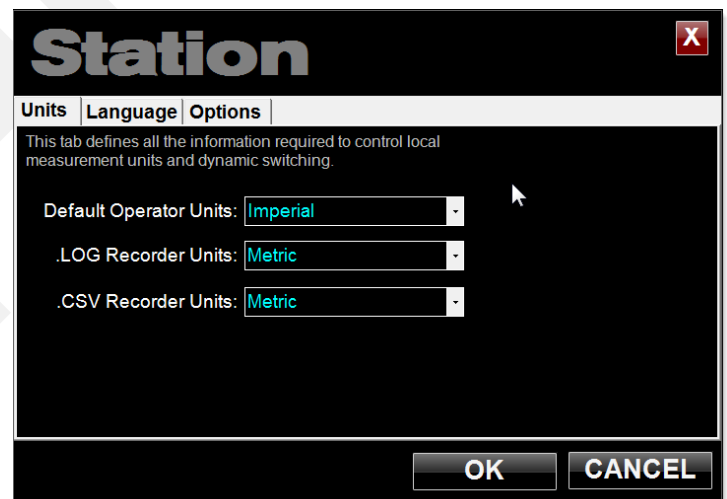 Station
X
Units Language Options
This tab defines all the information required to control local
measurement units and dynamic switching.
Default Operator Units: Imperial
.LOG Recorder Units: Metric
.CSV Recorder Units: Metric
OK CANCEL